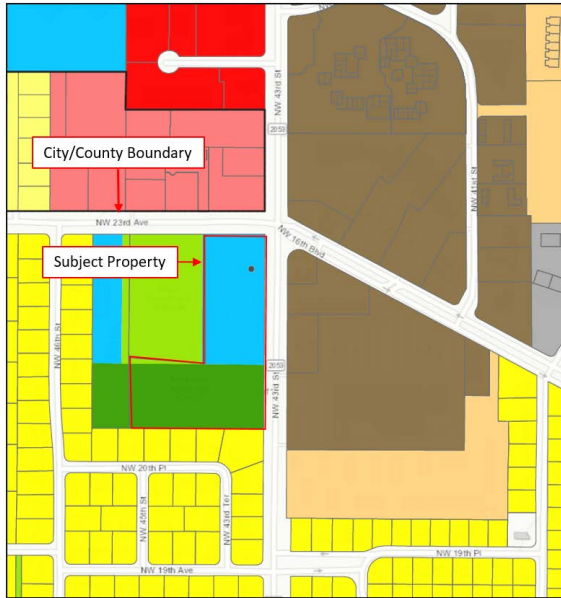 NW 43rd St
2053
NW 41st St
City/County Boundary
NW 23rd Ave
NW 16th Blvd
Subject Property
NW 46th St
2053
NW 43rd St
NW 20th Pl
NW 45th St
NW 43rd Ter
NW 19th Pl
NW 19th Ave